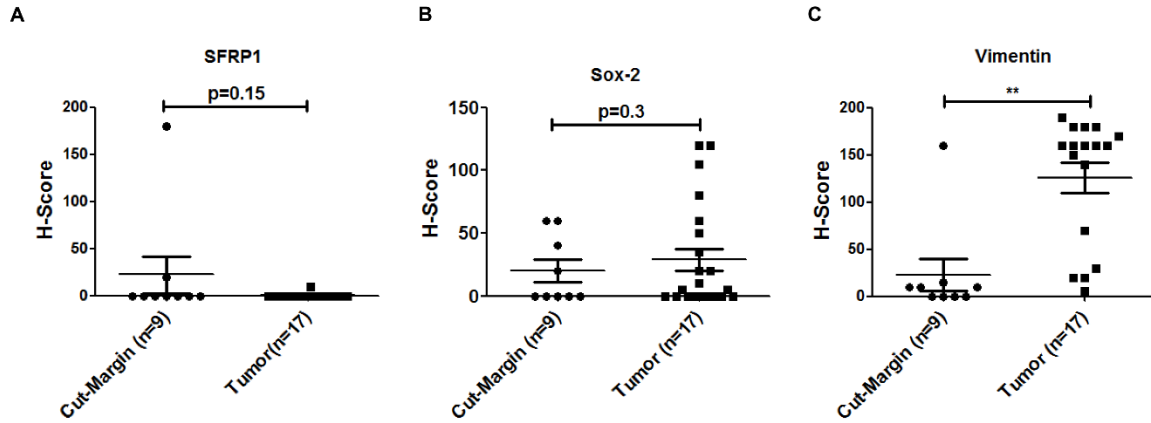 A
B
C
SFRP1
p=0.15
200
150
100
50
0
H-Score
Cut-Margin (n=9)
Tumor(n=17)
Sox-2
p=0.3
150
100
50
0
H-Score
Cut-Margin (n=9)
Tumor (n=17)
Vimentin
**
200
150
100
50
0
H-Score
Cut-Margin (n=9)
Tumor (n=17)